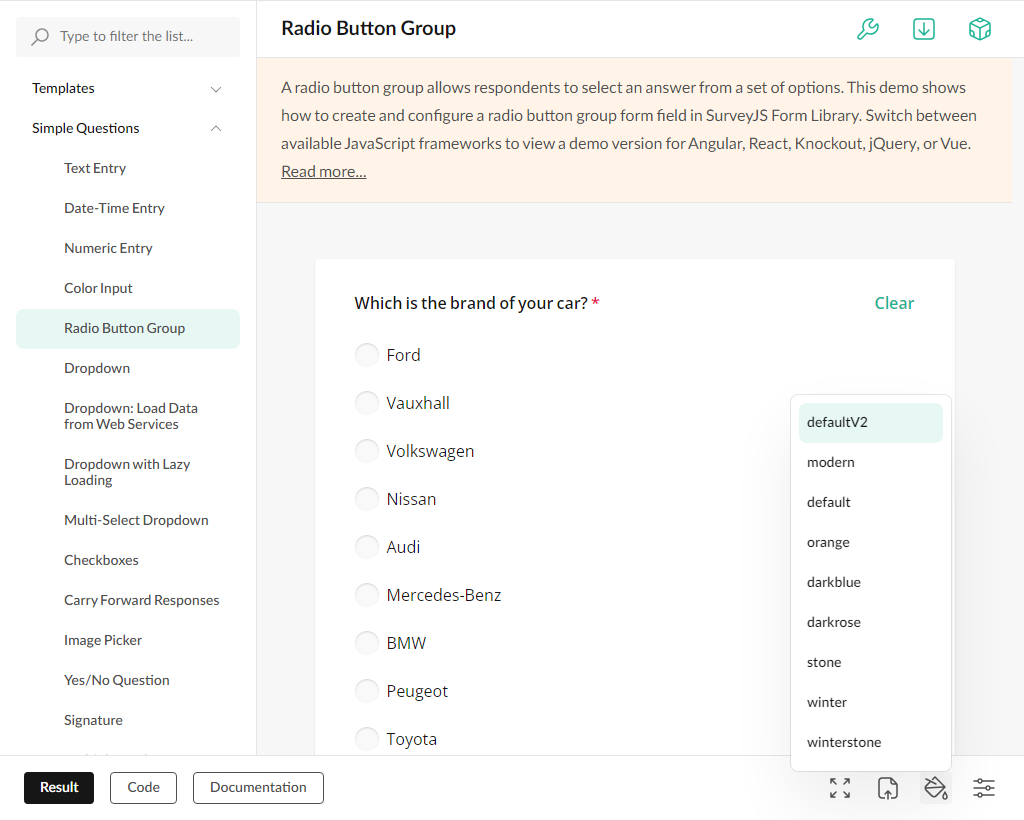 Type to filter the list...
Templates
Simple Questions
Text Entry
Date-Time Entry
Numeric Entry
Color Input
Radio Button Group
Dropdown
Dropdown: Load Data
from Web Services
Dropdown with Lazy
Loading
Multi-Select Dropdown
Checkboxes
Carry Forward Responses
Image Picker
Yes/No Question
Signature
Radio Button Group
A radio button group allows respondents to select an answer from a set of options. This demo shows
how to create and configure a radio button group form field in SurveyJS Form Library. Switch between
available JavaScript frameworks to view a demo version for Angular, React, Knockout, jQuery, or Vue.
Read more...
Which is the brand of your car? *
Clear
Ford
Vauxhall
Volkswagen
Nissan
Audi
Mercedes-Benz
BMW
Peugeot
Toyota
defaultV2
modern
default
orange
darkblue
darkrose
stone
winter
winterstone
Result
Code
Documentation